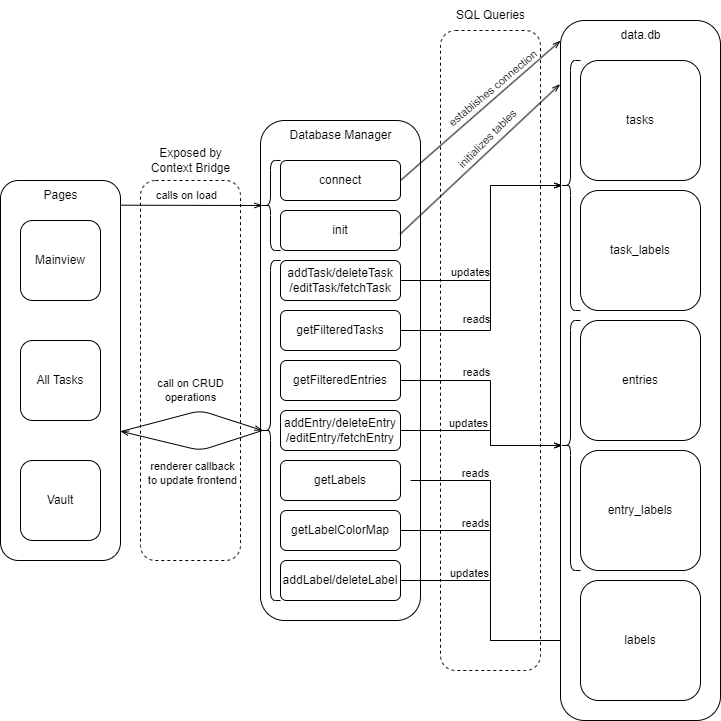 SQL Queries
data.db
establishes connection
initializes tables
tasks
task_labels
entries
entry_labels
labels
Database Manager
connect
init
addTask/deleteTask
/editTask/fetchTask
getFilteredTasks
getFilteredEntries
addEntry/deleteEntry
/editEntry/fetchEntry
getLabels
getLabelColorMap
addLabel/deleteLabel
updates
reads
reads
updates
reads
reads
updates
Exposed by
Context Bridge
calls on load
call on CRUD
operations
renderer callback
to update frontend
Pages
Mainview
All Tasks
Vault